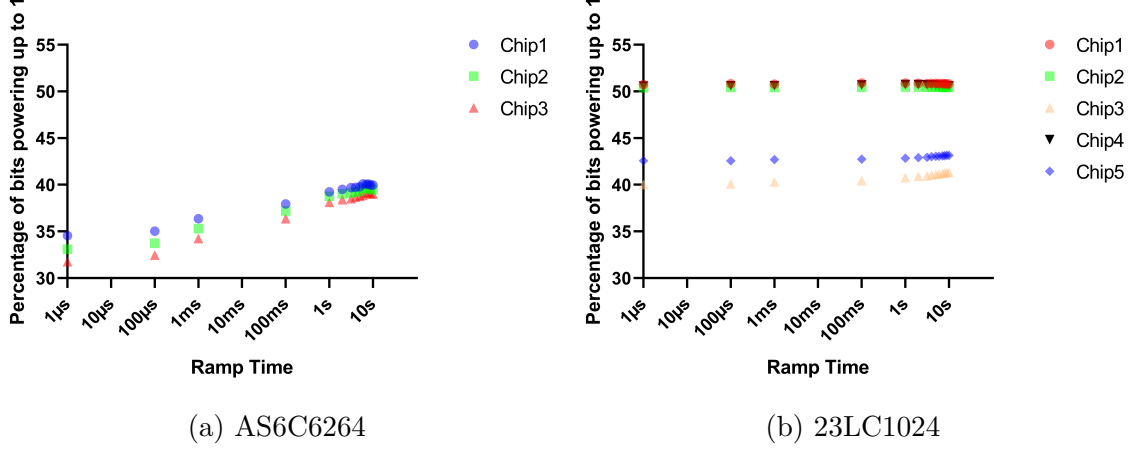 Percentage of bits powering up to 1
55
50
45
40
35
30
1µs
10µs
100µs
1ms
10ms
100ms
1s
10s
Ramp Time
Chip1
Chip2
Chip3
(a) AS6C6264
Percentage of bits powering up to 1
55
50
45
40
35
30
1µs
10µs
100µs
1ms
10ms
100ms
1s
10s
Ramp Time
Chip1
Chip2
Chip3
Chip4
Chip5
(b) 23LC1024